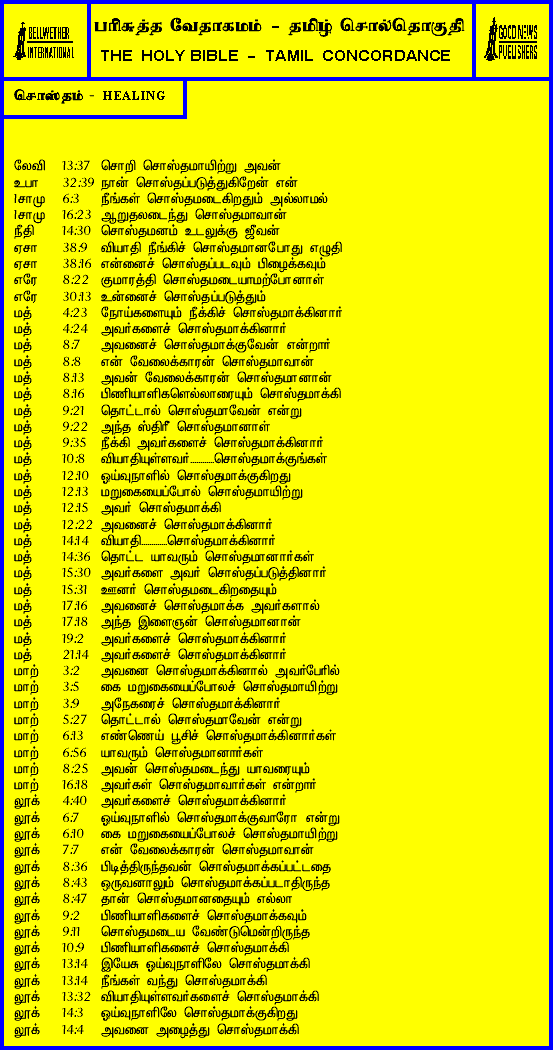 BELLWETHER
INTERNATIONAL
பரிசுத்த வேதாகமம் - தமிழ் சொல்தொகுதி
THE HOLY BIBLE - TAMIL CONCORDANCE
GOOD NEWS
PUBLISHERS
சொஸ்தம் - HEALING
லேவி 13:37 சொறி சொஸ்தமாயிற்று அவன்
உபா 32:39 நான் சொஸ்தப்படுத்துகிறேன் என்
1சாமு 6:3 நீங்கள் சொஸ்தமடைகிறதும் அல்லாமல்
1சாமு 16:23 ஆறுதலடைந்து சொஸ்தமாவான்
நீதி 14:30 சொஸ்தமனம் உடலுக்கு ஜீவன்
ஏசா 38:9 வியாதி நீங்கிச் சொஸ்தமானபோது எழுதி
ஏசா 38:16 என்னைச் சொஸ்தப்படவும் பிழைக்கவும்
எரே 8:22 குமாரத்தி சொஸ்தமடையாமற்போனாள்
எரே 30:13 உன்னைச் சொஸ்தப்படுத்தும்
மத் 4:23 நோய்களையும் நீக்கிச் சொஸ்தமாக்கினார்
மத் 4:24 அவர்களைச் சொஸ்தமாக்கினார்
மத் 8:7 அவனைச் சொஸ்தமாக்குவேன் என்றார்
மத் 8:8 என் வேலைக்காரன் சொஸ்தமாவான்
மத் 8:13 அவன் வேலைக்காரன் சொஸ்தமானான்
மத் 8:16 பிணியாளிகளெல்லாரையும் சொஸ்தமாக்கி
மத் 9:21 தொட்டால் சொஸ்தமாவேன் என்று
மத் 9:22 அந்த ஸ்திரீ சொஸ்தமானாள்
மத் 9:35 நீக்கி அவர்களைச் சொஸ்தமாக்கினார்
மத் 10:8 வியாதியுள்ளவர்..........சொஸ்தமாக்குங்கள்
மத் 12:10 ஓய்வுநாளில் சொஸ்தமாக்குகிறது
மத் 12:13 மறுகையைப்போல் சொஸ்தமாயிற்று
மத் 12:15 அவர் சொஸ்தமாக்கி
மத் 12:22 அவனைச் சொஸ்தமாக்கினார்
மத் 14:14 வியாதி...........சொஸ்தமாக்கினார்
மத் 14:36 தொட்ட யாவரும் சொஸ்தமானார்கள்
மத் 15:30 அவர்களை அவர் சொஸ்தப்படுத்தினார்
மத் 15:31 ஊனர் சொஸ்தமடைகிறதையும்
மத் 17:16 அவனைச் சொஸ்தமாக்க அவர்களால்
மத் 17:18 அந்த இளைஞன் சொஸ்தமானான்
மத் 19:2 அவர்களைச் சொஸ்தமாக்கினார்
மத் 21:14 அவர்களைச் சொஸ்தமாக்கினார்
மாற் 3:2 அவனை சொஸ்தமாக்கினால் அவர்பேரில்
மாற் 3:5 கை மறுகையைப்போலச் சொஸ்தமாயிற்று
மாற் 3:9 அநேகரைச் சொஸ்தமாக்கினார்
மாற் 5:27 தொட்டால் சொஸ்தமாவேன் என்று
மாற் 6:13 எண்ணெய் பூசிச் சொஸ்தமாக்கினார்கள்
மாற் 6:56 யாவரும் சொஸ்தமானார்கள்
மாற் 8:25 அவன் சொஸ்தமடைந்து யாவரையும்
மாற் 16:18 அவர்கள் சொஸ்தமாவார்கள் என்றார்
லூக் 4:40 அவர்களைச் சொஸ்தமாக்கினார்
லூக் 6:7 ஓய்வுநாளில் சொஸ்தமாக்குவாரோ என்று
லூக் 6:10 கை மறுகையைப்போலச் சொஸ்தமாயிற்று
லூக் 7:7 என் வேலைக்காரன் சொஸ்தமாவான்
லூக் 8:36 பிடித்திருந்தவன் சொஸ்தமாக்கப்பட்டதை
லூக் 8:43 ஒருவனாலும் சொஸ்தமாக்கப்படாதிருந்த
லூக் 8:47 தான் சொஸ்தமானதையும் எல்லா
லூக் 9:2 பிணியாளிகளைச் சொஸ்தமாக்கவும்
லூக் 9:11 சொஸ்தமடைய வேண்டுமென்றிருந்த
லூக் 10:9 பிணியாளிகளைச் சொஸ்தமாக்கி
லூக் 13:14 இயேசு ஓய்வுநாளிலே சொஸ்தமாக்கி
லூக் 13:14 நீங்கள் வந்து சொஸ்தமாக்கி
லூக் 13:32 வியாதியுள்ளவர்களைச் சொஸ்தமாக்கி
லூக் 14:3 ஓய்வுநாளிலே சொஸ்தமாக்குகிறது
லூக் 14:4 அவனை அழைத்து சொஸ்தமாக்கி